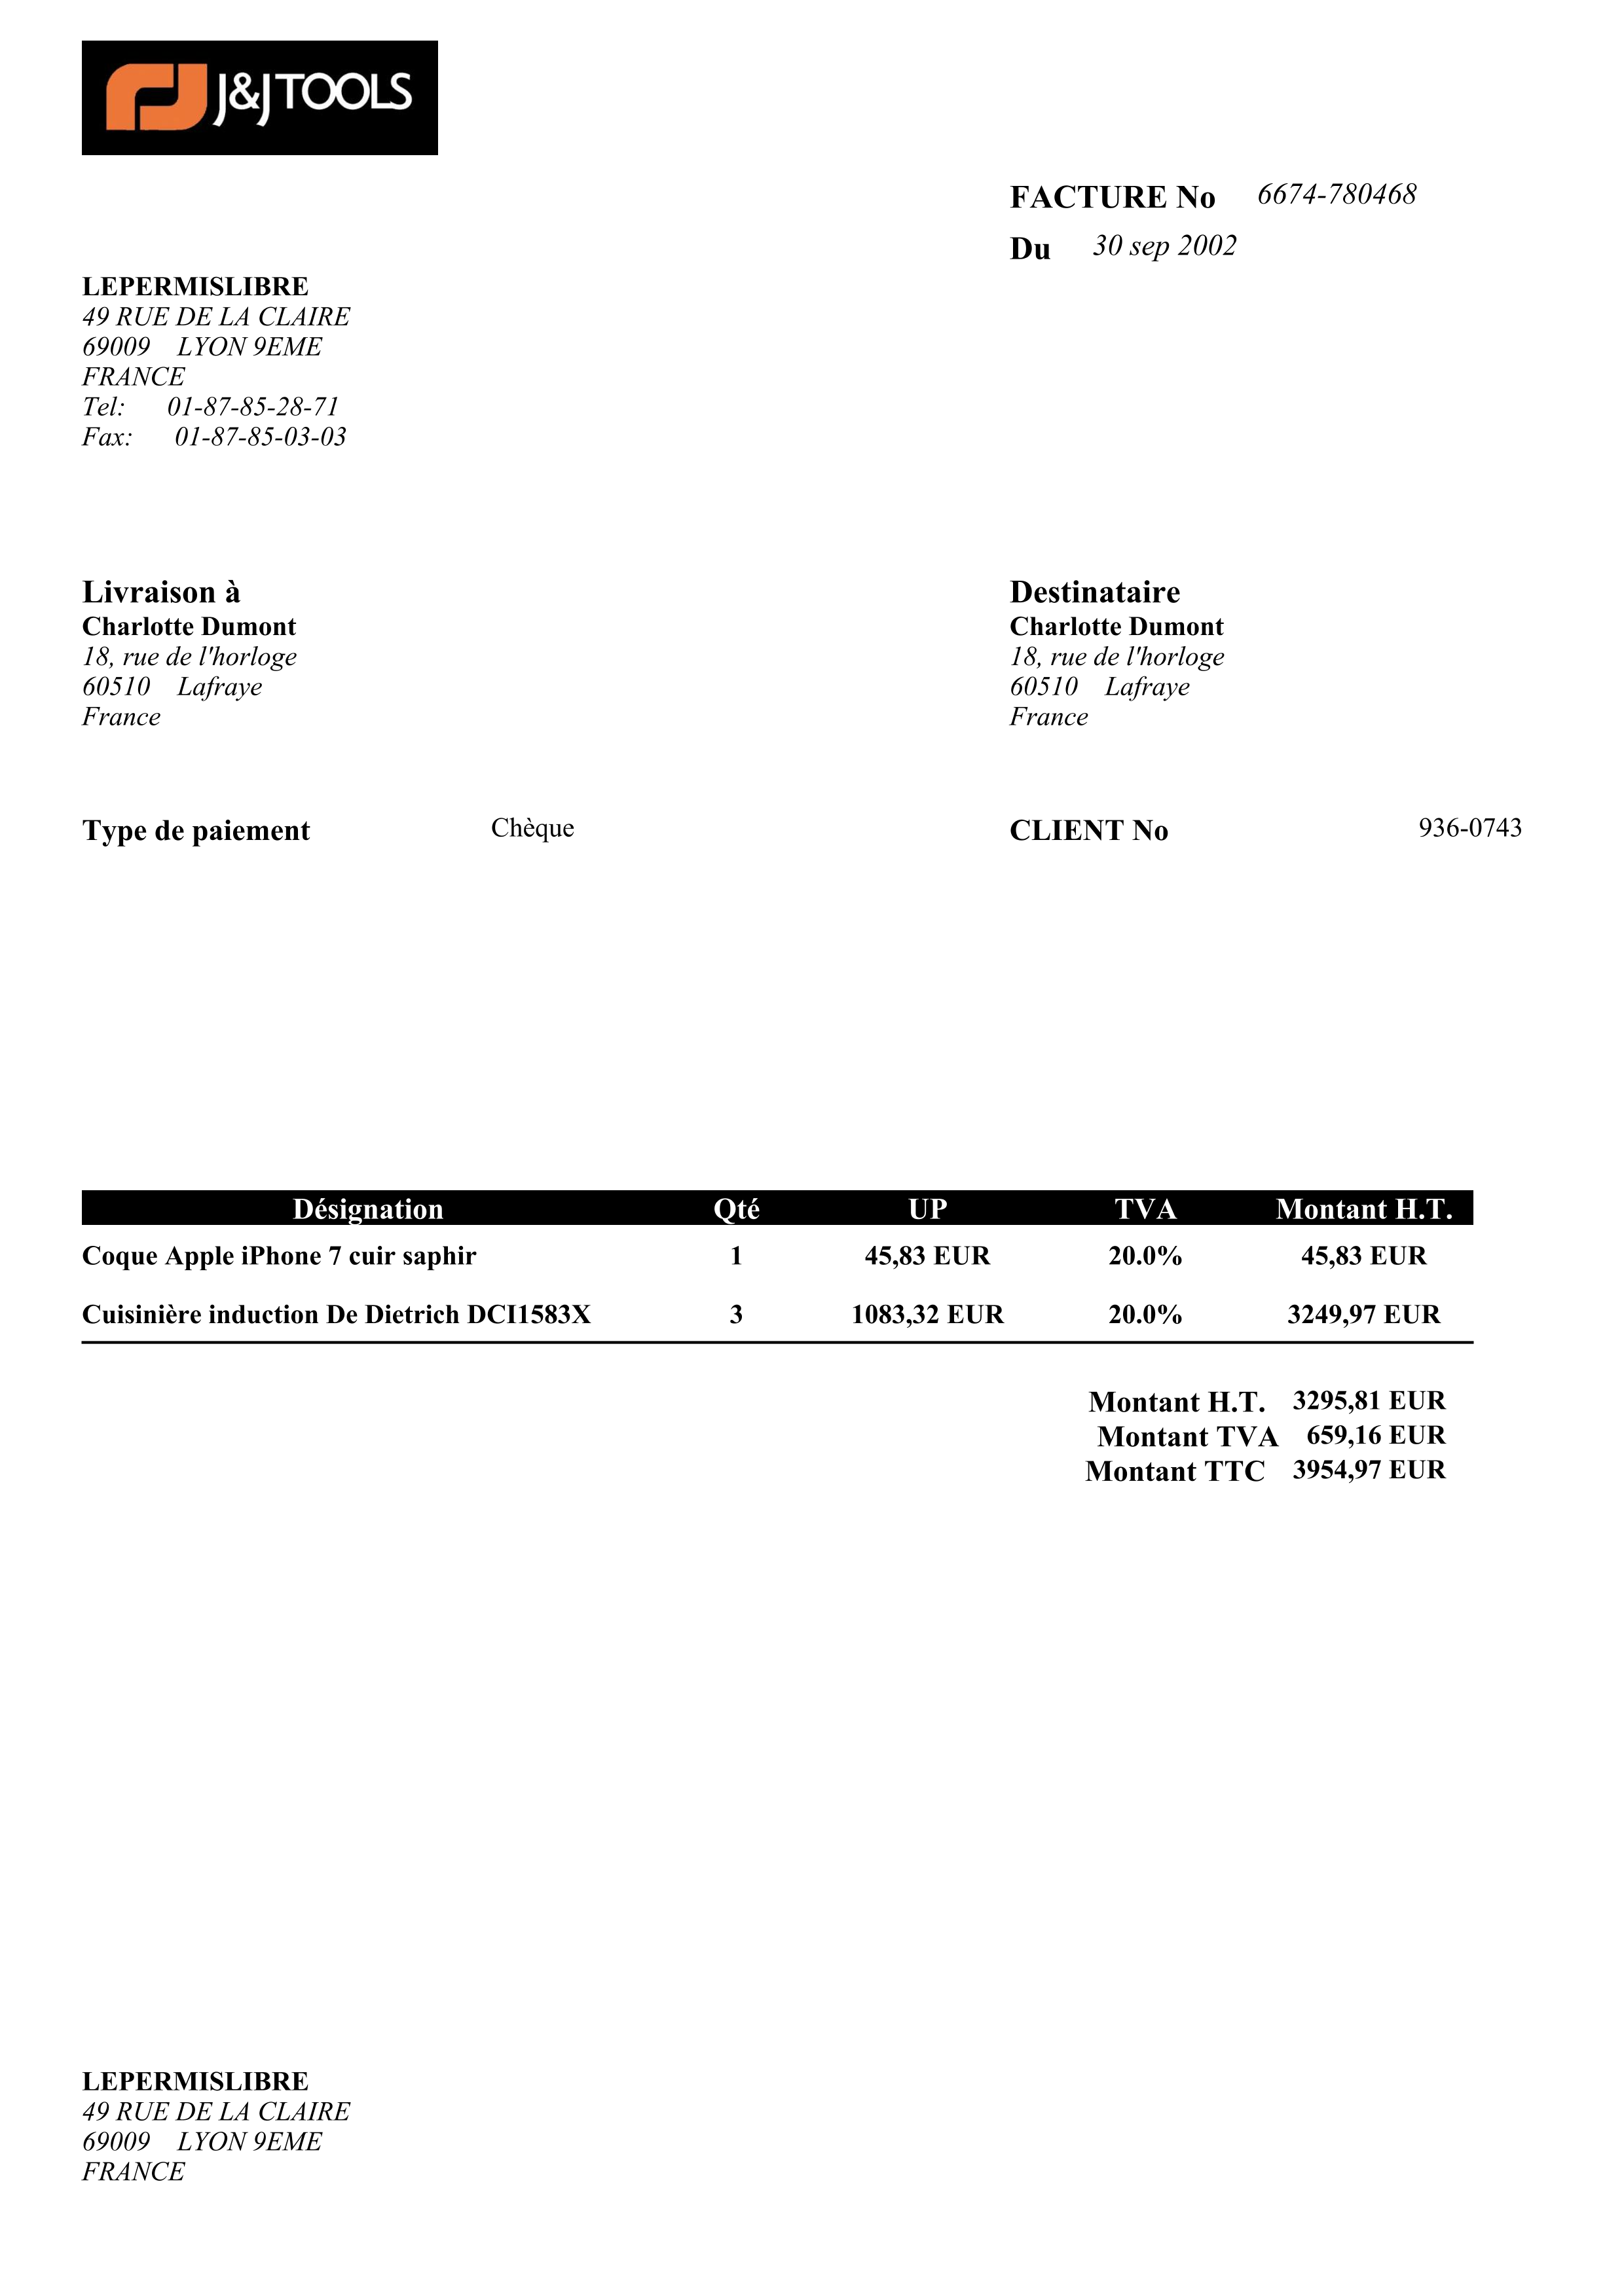 J&J TOOLS
FACTURE No 6674-780468
Du 30 sep 2002
LEPERMISLIBRE
49 RUE DE LA CLAIRE
69009 LYON 9EME
FRANCE
Tel: 01-87-85-28-71
Fax: 01-87-85-03-03
Livraison à
Charlotte Dumont
18, rue de l'horloge
60510 Lafraye
France
Destinataire
Charlotte Dumont
18, rue de l'horloge
60510 Lafraye
France
Type de paiement Chèque
CLIENT No 936-0743
Désignation Qté UP TVA Montant H.T.
Coque Apple iPhone 7 cuir saphir 1 45,83 EUR 20.0% 45,83 EUR
Cuisinière induction De Dietrich DCI1583X 3 1083,32 EUR 20.0% 3249,97 EUR
Montant H.T. 3295,81 EUR
Montant TVA 659,16 EUR
Montant TTC 3954,97 EUR
LEPERMISLIBRE
49 RUE DE LA CLAIRE
69009 LYON 9EME
FRANCE